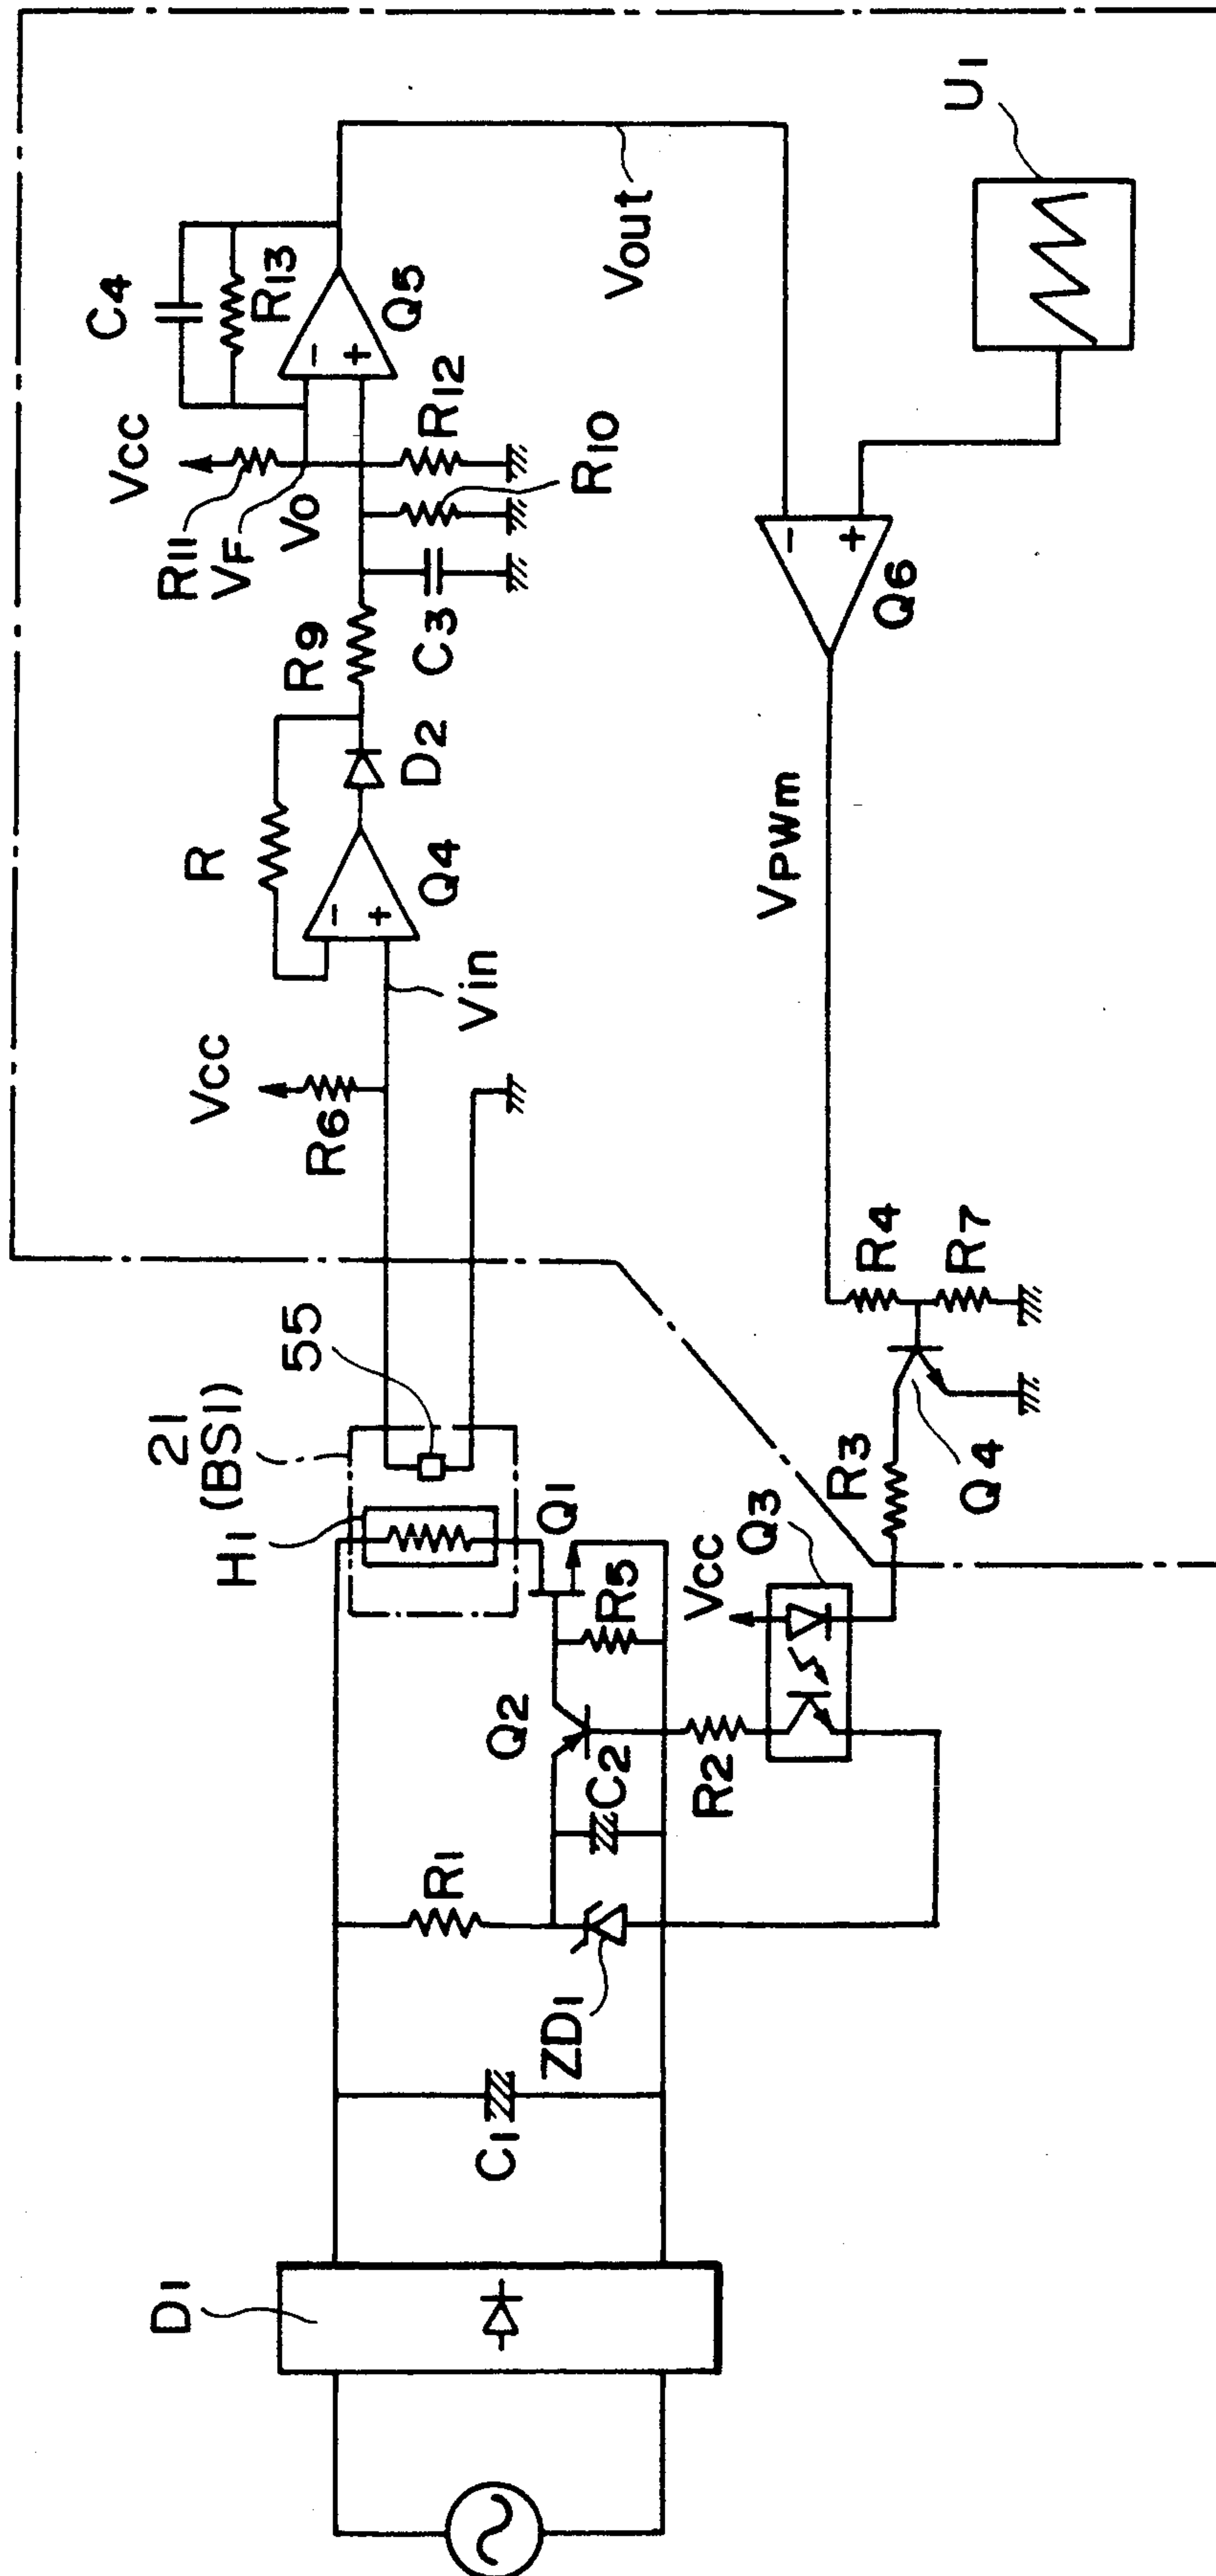 D1
C1
ZD1
R1
C2
Q2
R5
Q1
H1
21
(BS1)
55
R2
Q3
Vcc
R3
Q4
R4
R7
Vcc
R6
Vin
R
−
+
Q4
D2
R9
C3
R10
R12
Vcc
R11
VF
Vo
C4
R13
−
+
Q5
Vout
U1
−
+
Q6
VPWm